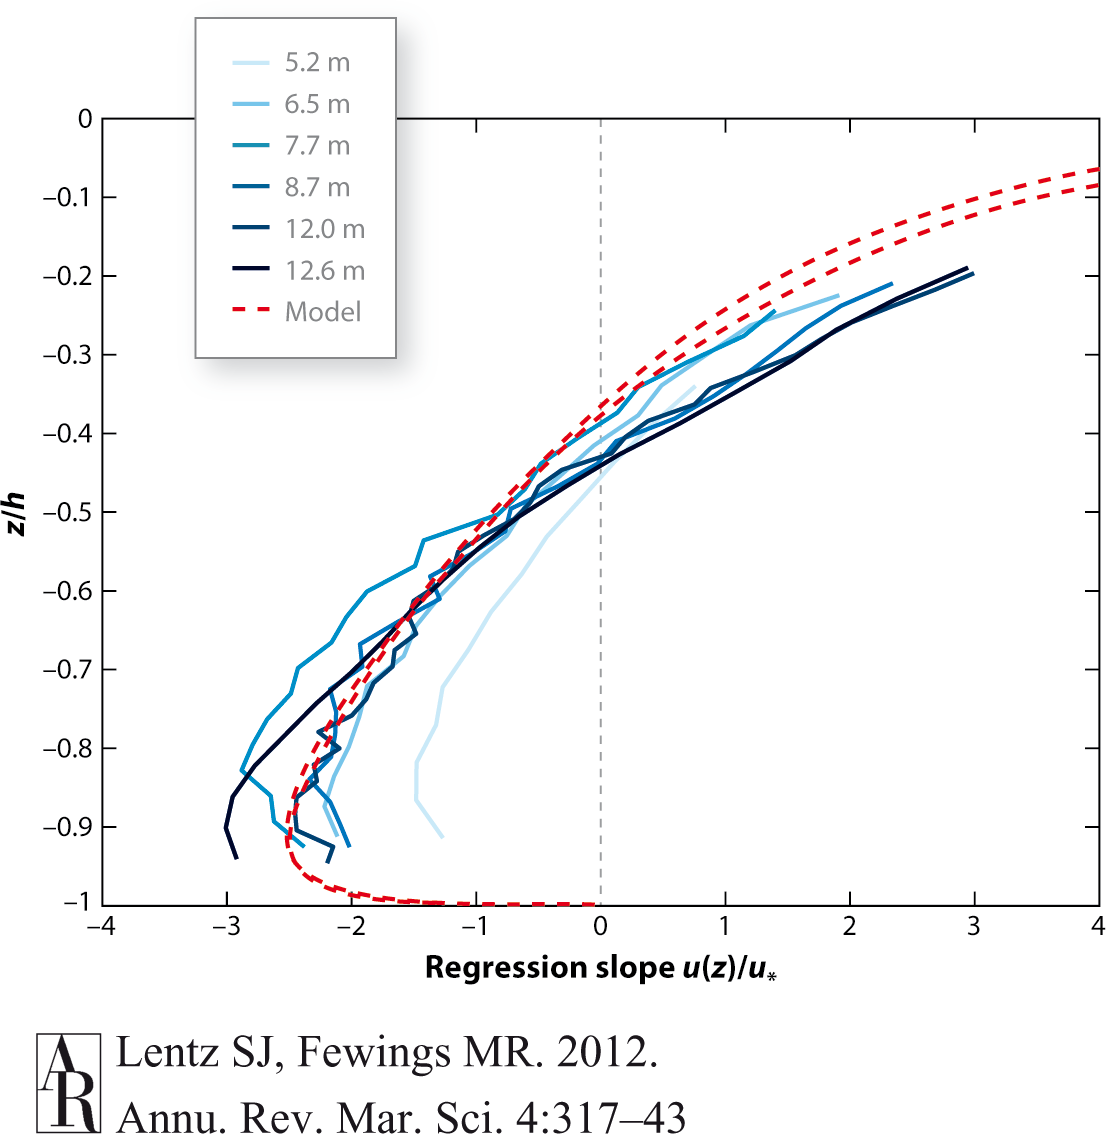 5.2 m
6.5 m
7.7 m
8.7 m
12.0 m
12.6 m
Model
0
–0.1
–0.2
–0.3
–0.4
–0.5
–0.6
–0.7
–0.8
–0.9
–1
z/h
–4 –3 –2 –1 0 1 2 3 4
Regression slope u(z)/u*
AR Lentz SJ, Fewings MR. 2012.
Annu. Rev. Mar. Sci. 4:317–43